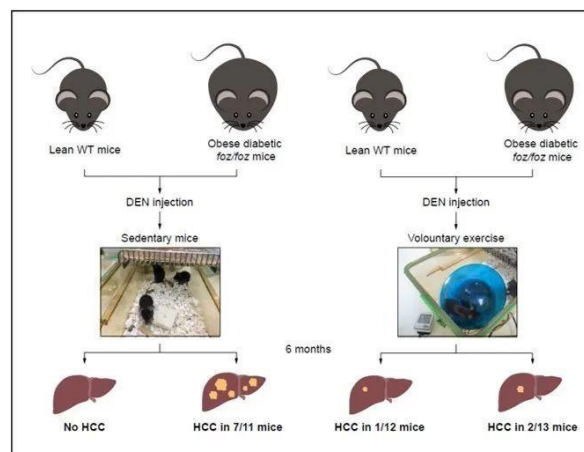 Lean WT mice
Obese diabetic
foz/foz mice
Lean WT mice
Obese diabetic
foz/foz mice
DEN injection
DEN injection
Sedentary mice
Voluntary exercise
6 months
No HCC
HCC in 7/11 mice
HCC in 1/12 mice
HCC in 2/13 mice